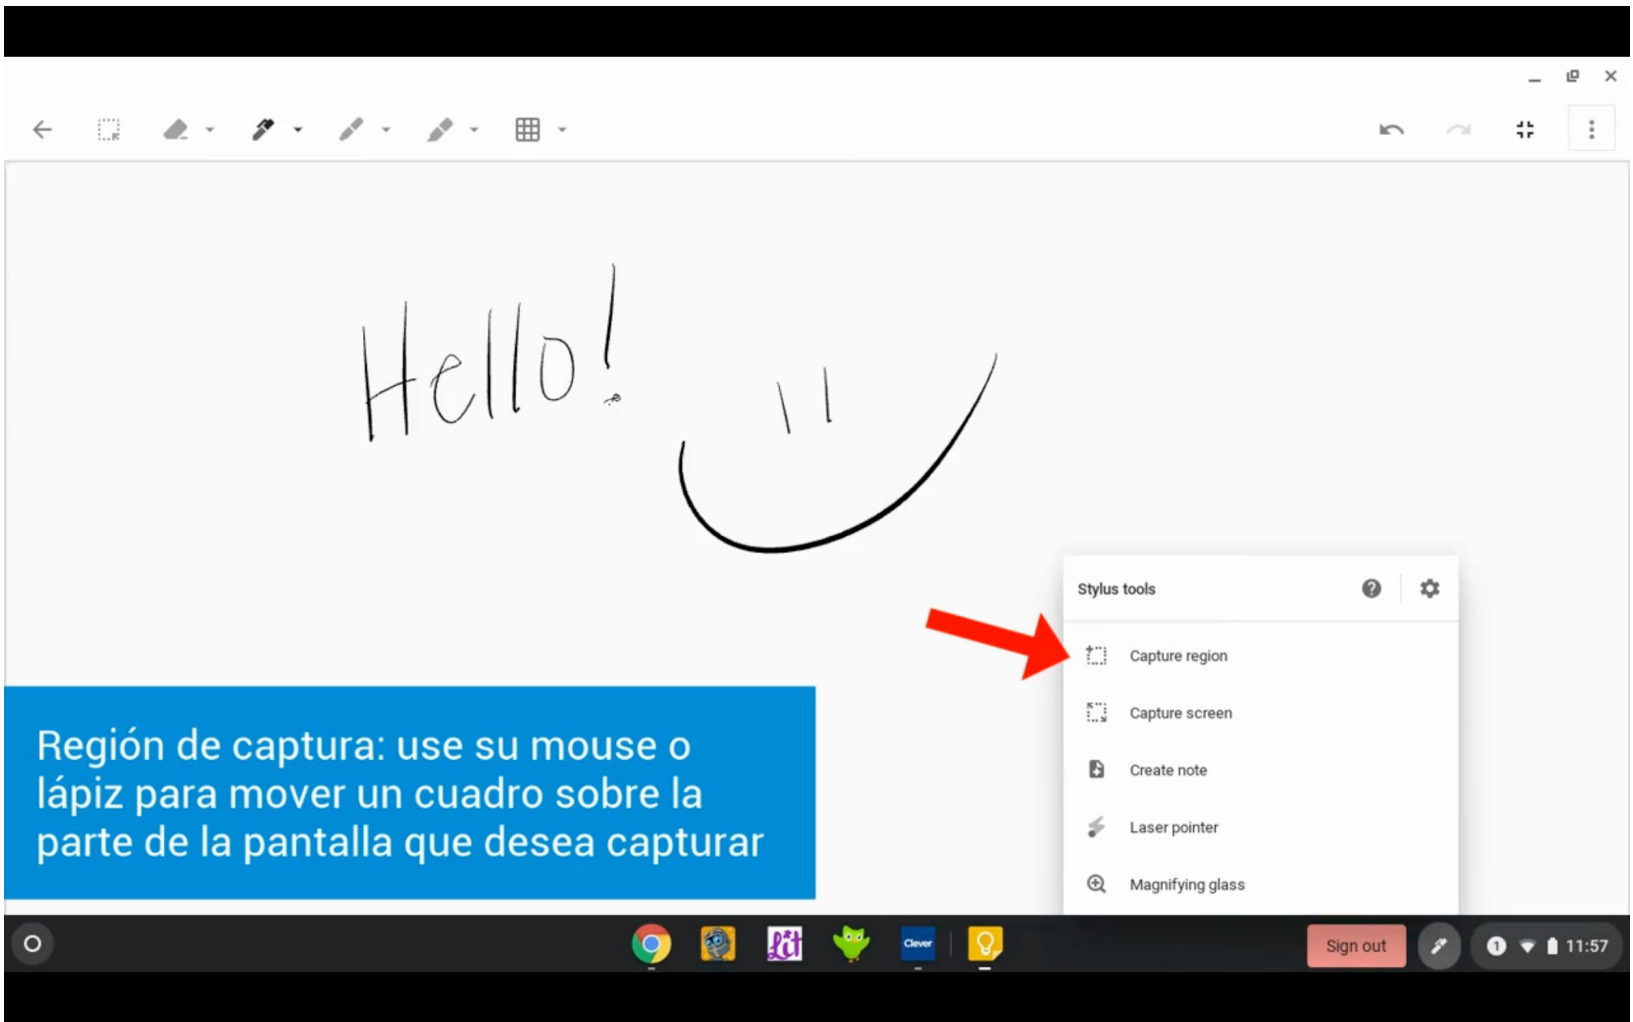 Hello!
Stylus tools
Capture region
Capture screen
Create note
Laser pointer
Magnifying glass
Región de captura: use su mouse o
lápiz para mover un cuadro sobre la
parte de la pantalla que desea capturar
Lit
Clever
Sign out
1
11:57